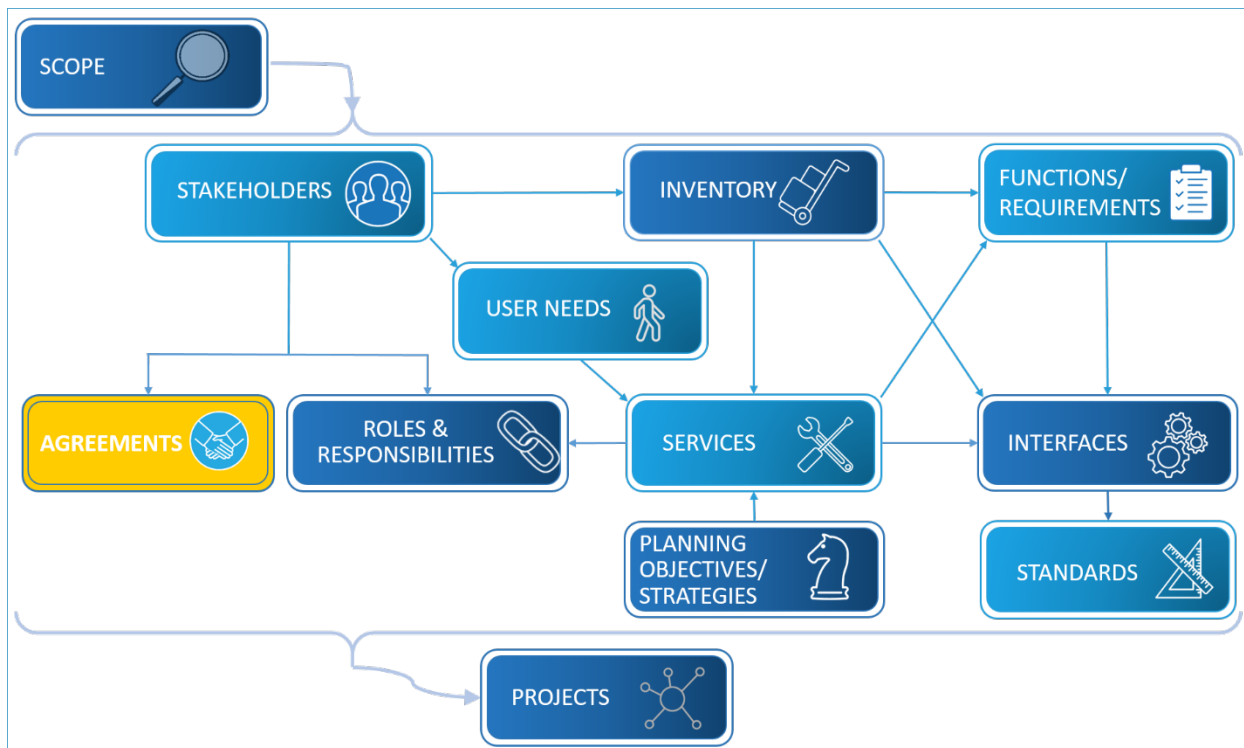 SCOPE
STAKEHOLDERS
INVENTORY
FUNCTIONS/
REQUIREMENTS
USER NEEDS
AGREEMENTS
ROLES &
RESPONSIBILITIES
SERVICES
INTERFACES
PLANNING
OBJECTIVES/
STRATEGIES
STANDARDS
PROJECTS